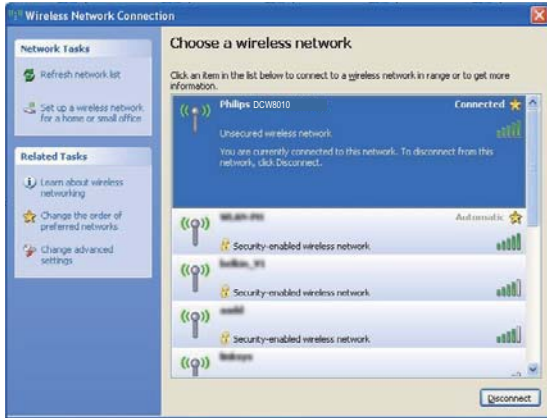 Wireless Network Connection
Network Tasks
Refresh network list
Set up a wireless network
for a home or small office
Related Tasks
Learn about wireless
networking
Change the order of
preferred networks
Change advanced
settings
Choose a wireless network
Click an item in the list below to connect to a wireless network in range or to get more
information.
Philips DCW8010
Connected
Unsecured wireless network
You are currently connected to this network. To disconnect from this
network, click Disconnect.
Automatic
Security-enabled wireless network
Security-enabled wireless network
Security-enabled wireless network
Disconnect